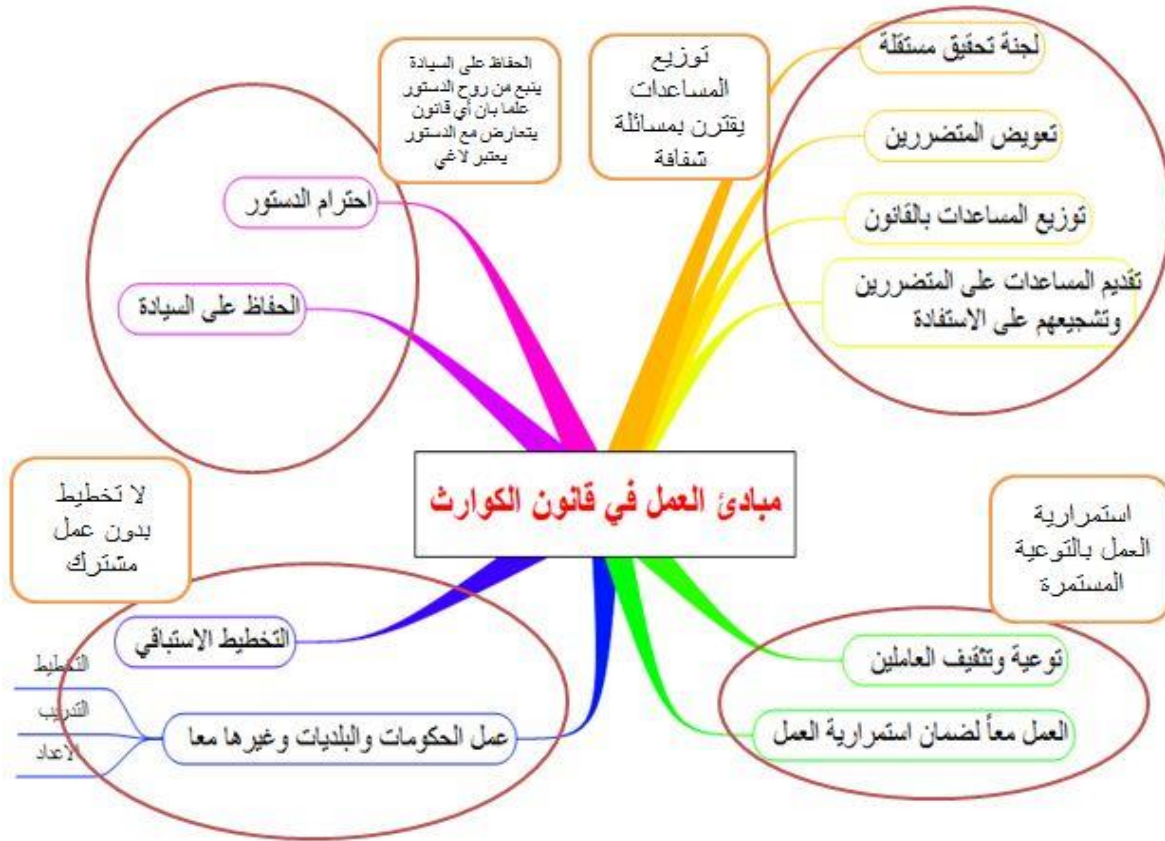 لجنة تحقيق مستقلة
تعويض المتضررين
توزيع المساعدات بالقانون
تقديم المساعدات على المتضررين
وتشجيعهم على الاستفادة
توزيع
المساعدات
يقترن بمسائلة
شفافة
الحفاظ على السيادة
ينبع من روح الدستور
علما بان أي قانون
يتعارض مع الدستور
يعتبر لاغي
احترام الدستور
الحفاظ على السيادة
مبادئ العمل في قانون الكوارث
استمرارية
العمل بالتوعية
المستمرة
توعية وتثقيف العاملين
العمل معاً لضمان استمرارية العمل
لا تخطيط
بدون عمل
مشترك
التخطيط الاستباقي
عمل الحكومات والبلديات وغيرها معا
التخطيط
التدريب
الاعداد